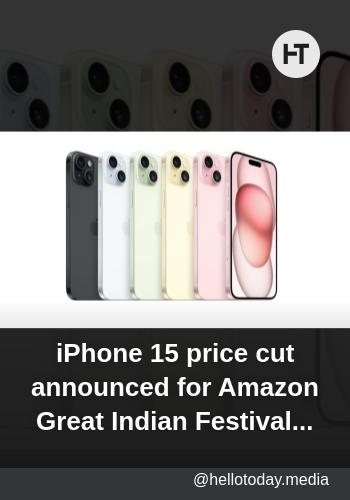 HT
iPhone 15 price cut
announced for Amazon
Great Indian Festival...
@hellotoday.media